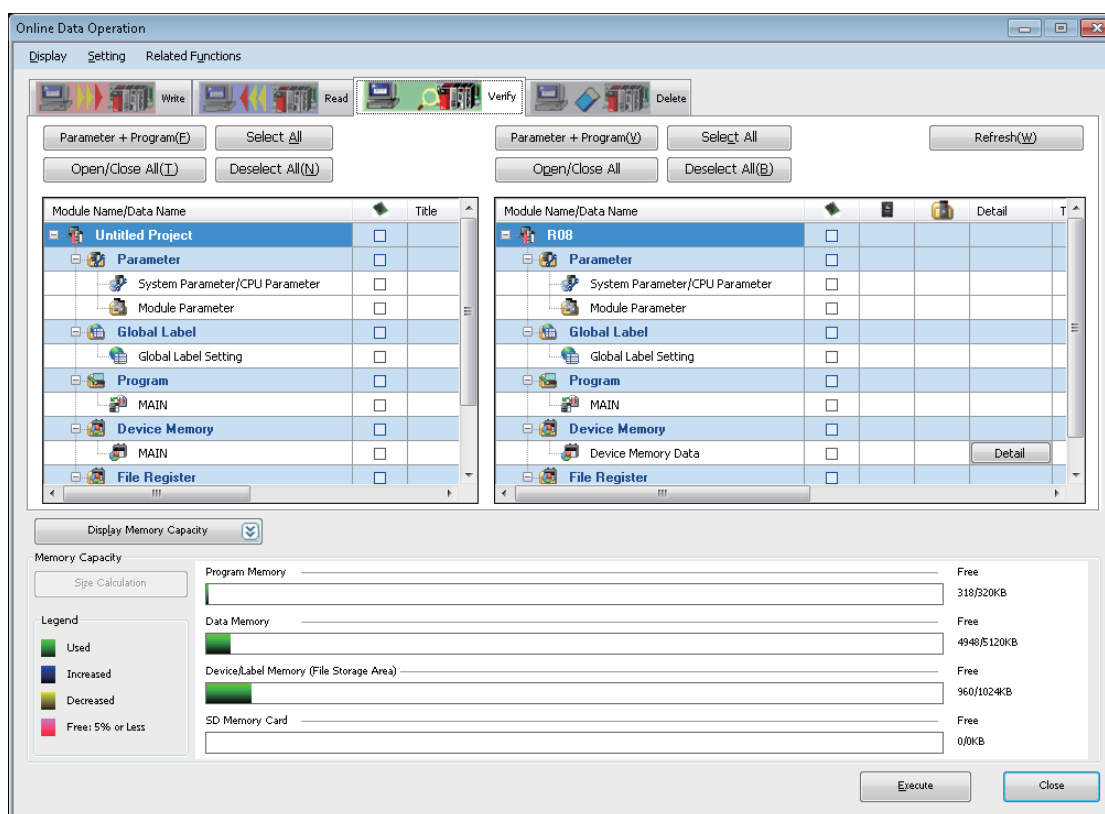 Online Data Operation
Display Setting Related Functions
Write Read Verify Delete
Parameter + Program(F) Select All Parameter + Program(V) Select All Refresh(W)
Open/Close All(T) Deselect All(N) Open/Close All Deselect All(B)
Module Name/Data Name Title Module Name/Data Name Detail T
Untitled Project R08
Parameter Parameter
System Parameter/CPU Parameter System Parameter/CPU Parameter
Module Parameter Module Parameter
Global Label Global Label
Global Label Setting Global Label Setting
Program Program
MAIN MAIN
Device Memory Device Memory
MAIN Device Memory Data Detail
File Register File Register
Display Memory Capacity
Memory Capacity
Size Calculation
Legend
Used
Increased
Decreased
Free: 5% or Less
Program Memory Free
318/320KB
Data Memory Free
4948/5120KB
Device/Label Memory (File Storage Area) Free
960/1024KB
SD Memory Card Free
0/0KB
Execute Close